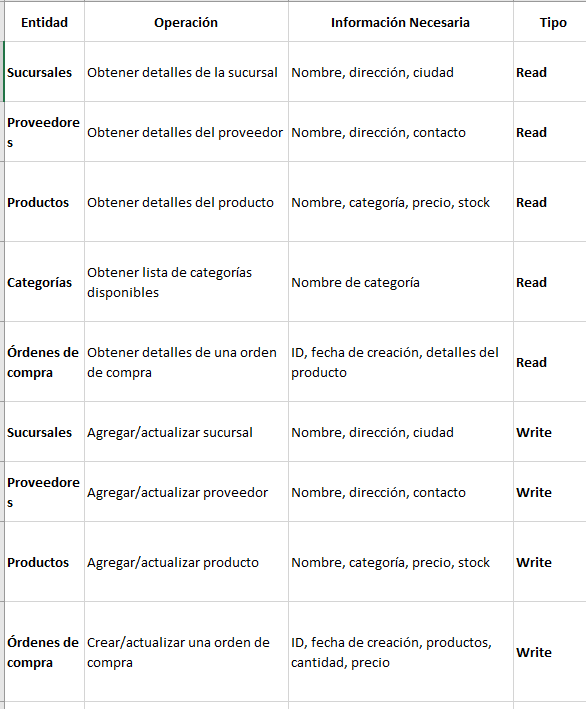 Entidad Operación Información Necesaria Tipo
Sucursales Obtener detalles de la sucursal Nombre, dirección, ciudad Read
Proveedore
s Obtener detalles del proveedor Nombre, dirección, contacto Read
Productos Obtener detalles del producto Nombre, categoría, precio, stock Read
Categorías Obtener lista de categorías
disponibles Nombre de categoría Read
Órdenes de
compra Obtener detalles de una orden
de compra ID, fecha de creación, detalles del
producto Read
Sucursales Agregar/actualizar sucursal Nombre, dirección, ciudad Write
Proveedore
s Agregar/actualizar proveedor Nombre, dirección, contacto Write
Productos Agregar/actualizar producto Nombre, categoría, precio, stock Write
Órdenes de
compra Crear/actualizar una orden de
compra ID, fecha de creación, productos,
cantidad, precio Write